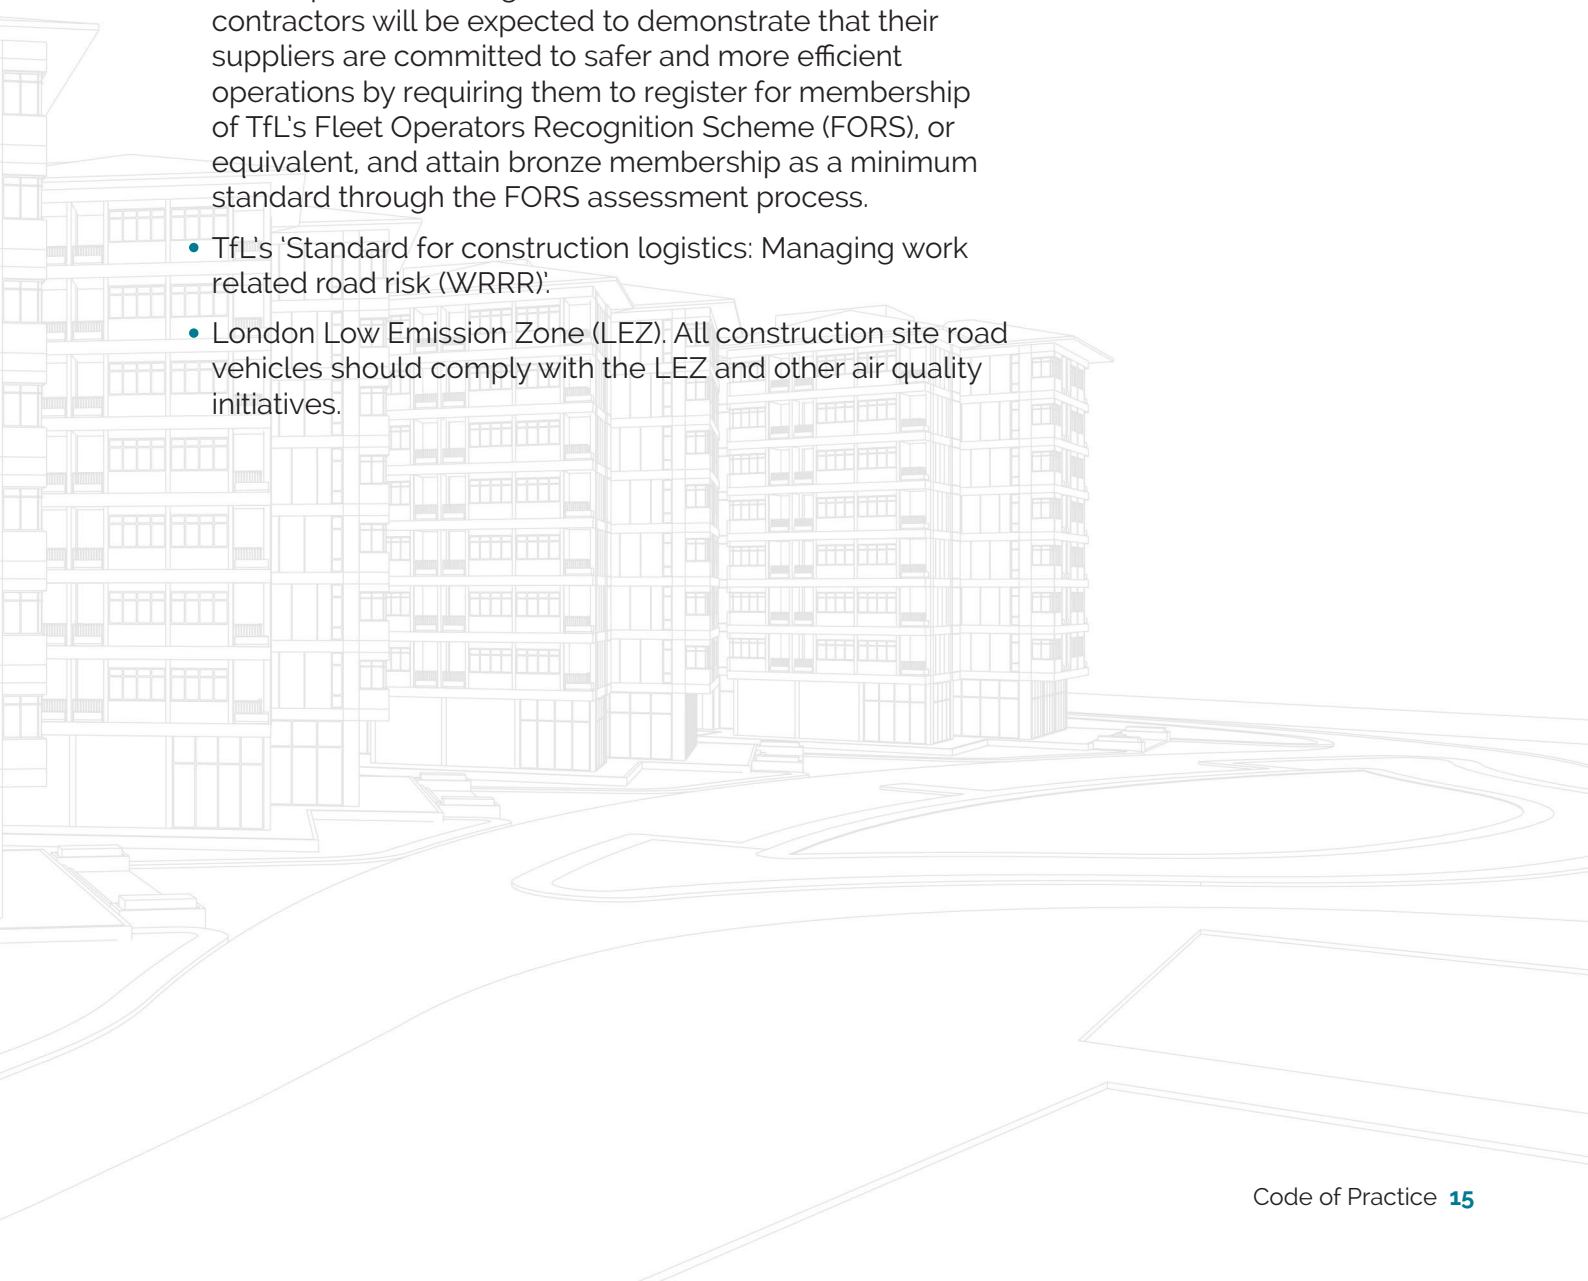 contractors will be expected to demonstrate that their
suppliers are committed to safer and more efficient
operations by requiring them to register for membership
of TfL's Fleet Operators Recognition Scheme (FORS), or
equivalent, and attain bronze membership as a minimum
standard through the FORS assessment process.
• TfL's 'Standard for construction logistics: Managing work
related road risk (WRRR)'.
• London Low Emission Zone (LEZ). All construction site road
vehicles should comply with the LEZ and other air quality
initiatives.
Code of Practice 15